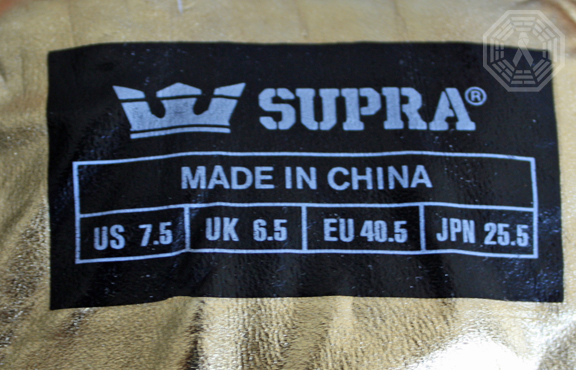 SUPRA®
MADE IN CHINA
US 7.5 UK 6.5 EU 40.5 JPN 25.5